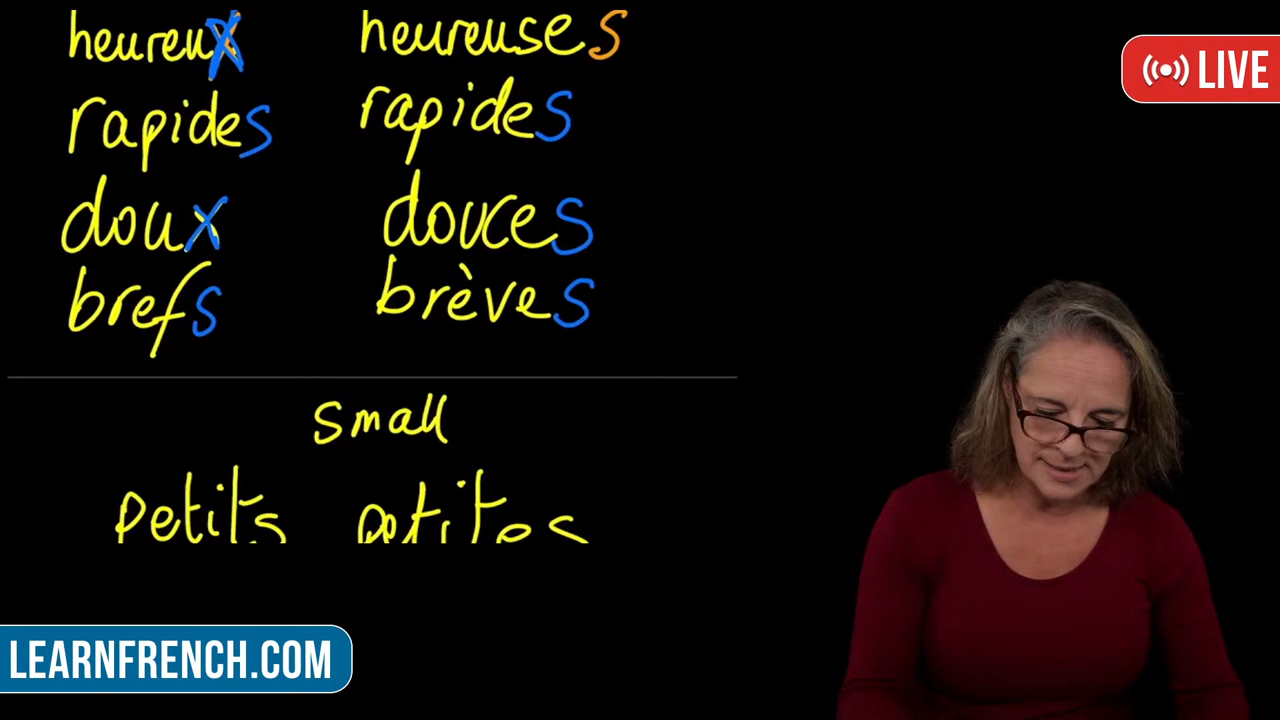 heureux heureuses
rapides rapides
doux douces
brefs brèves
small
petits petites
LIVE
LEARNFRENCH.COM